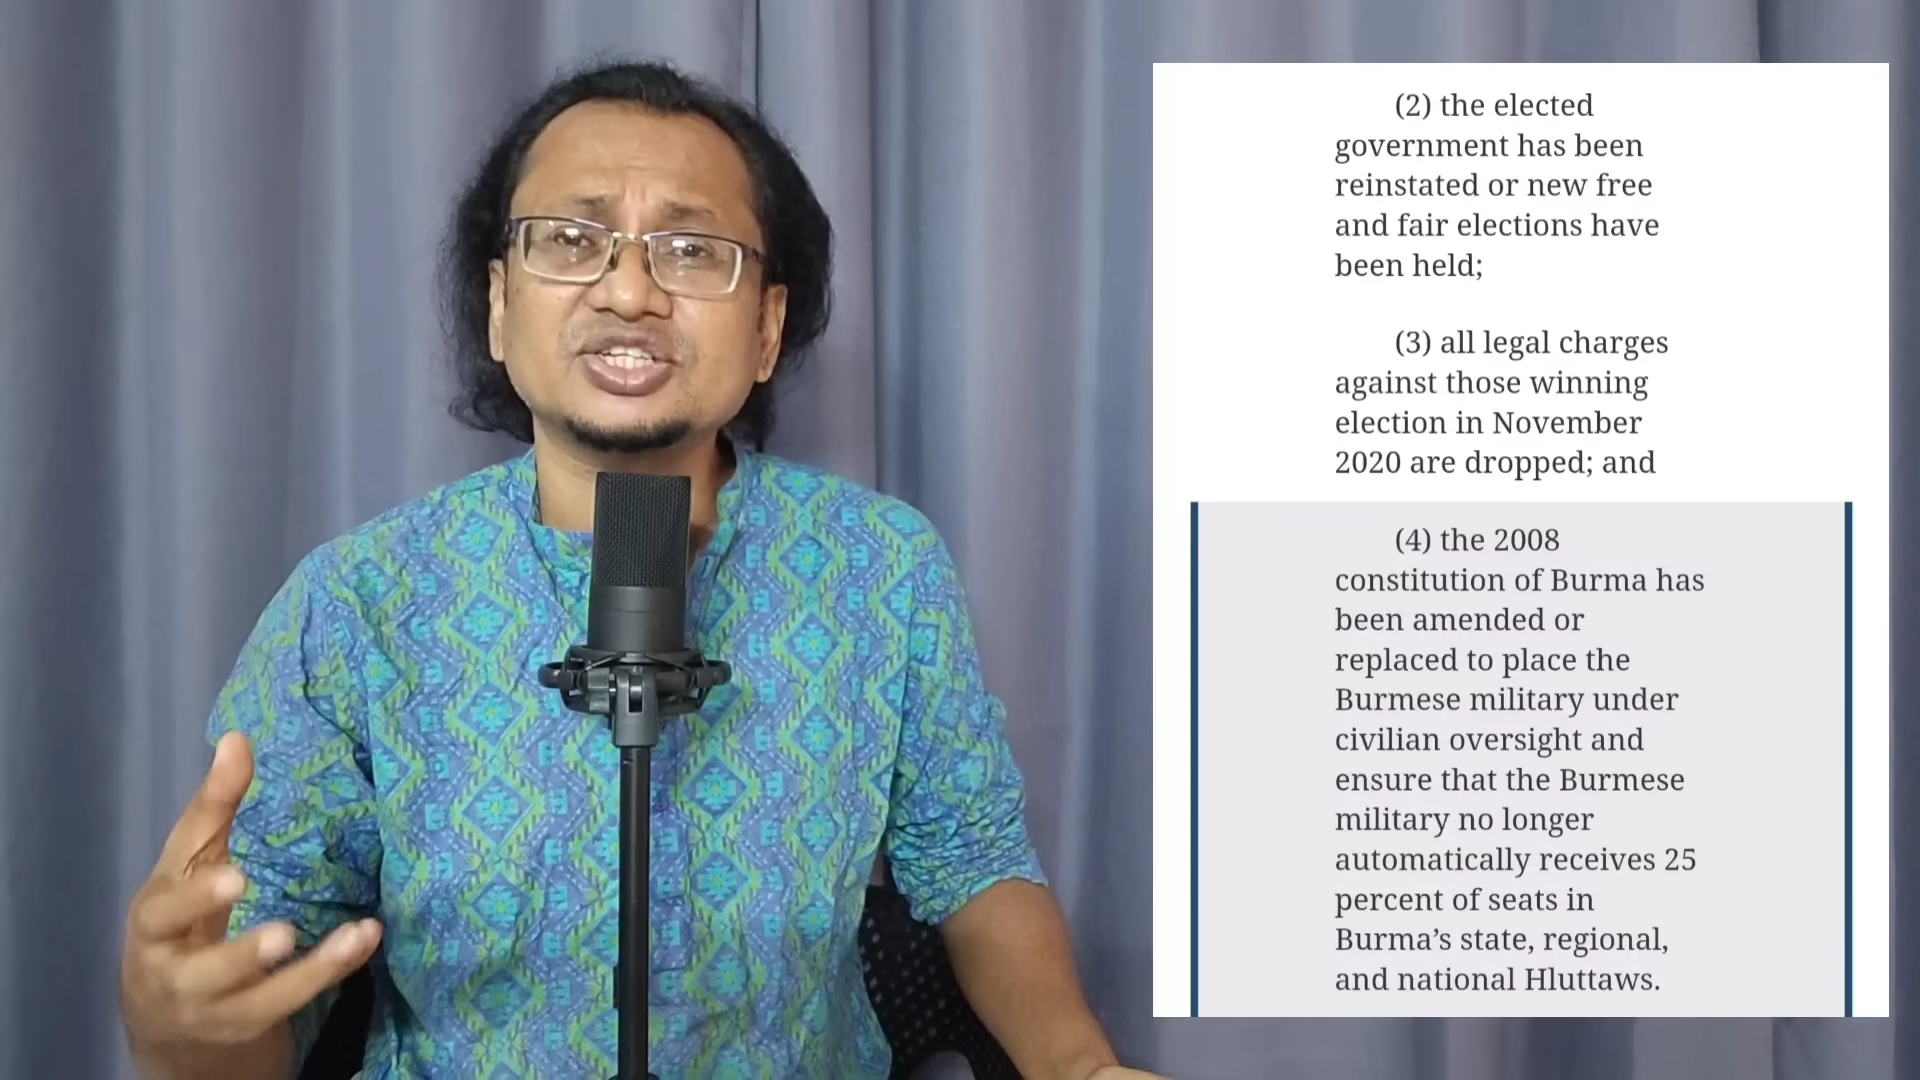 (2) the elected
government has been
reinstated or new free
and fair elections have
been held;
(3) all legal charges
against those winning
election in November
2020 are dropped; and
(4) the 2008
constitution of Burma has
been amended or
replaced to place the
Burmese military under
civilian oversight and
ensure that the Burmese
military no longer
automatically receives 25
percent of seats in
Burma’s state, regional,
and national Hluttaws.